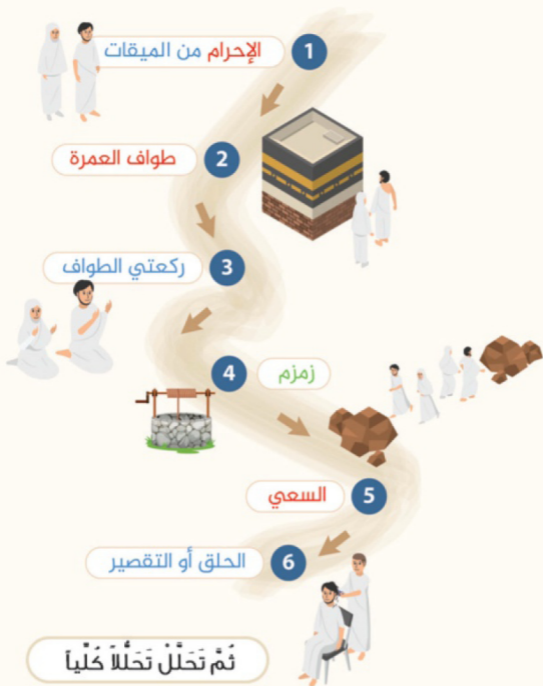 1 الإحرام من الميقات
2 طواف العمرة
3 ركعتي الطواف
4 زمزم
5 السعي
6 الحلق أو التقصير
ثُمَّ تَحَلَّلْ تَحَلُّلاً كُلِّياً